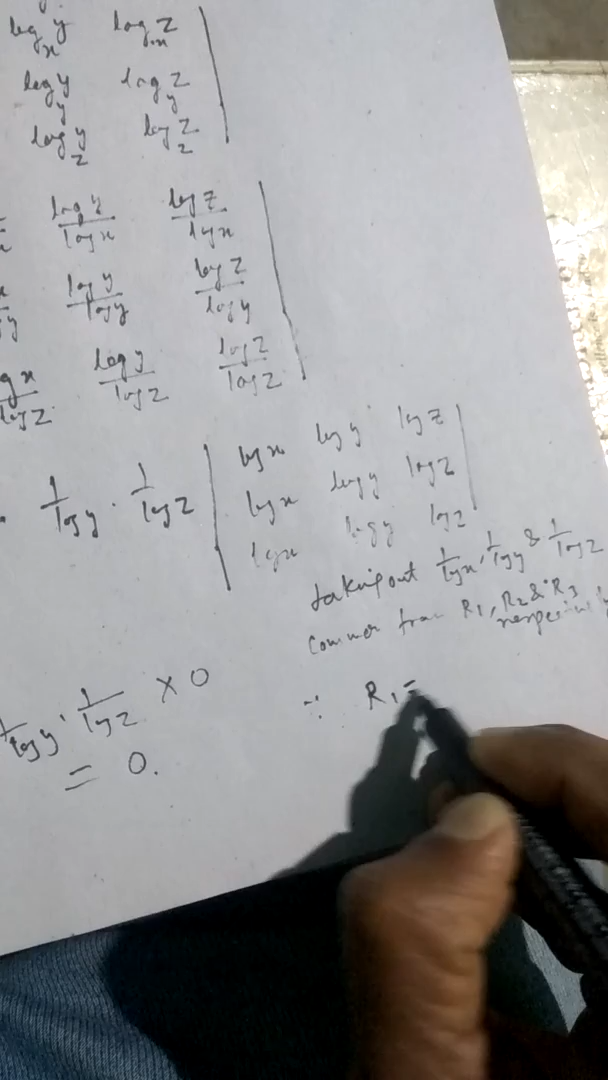 log_x y log_x z
log_y y log_y z
log_z y log_z z
log y/log x log z/log x
log y/log y log z/log y
log x/log z log y/log z log z/log z
1/log y . 1/log z | log x log y log z |
log x log y log z
log x log y log z
taking out 1/log x, 1/log y & 1/log z
common from R1, R2 & R3
1/log y . 1/log z × 0
∵ R1 =
= 0.